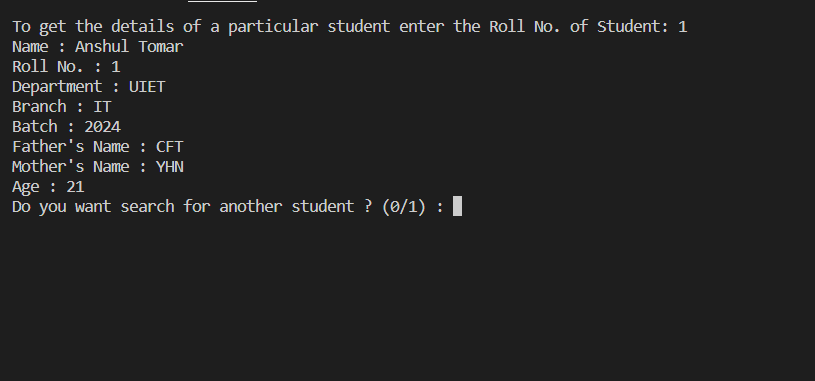 To get the details of a particular student enter the Roll No. of Student: 1
Name : Anshul Tomar
Roll No. : 1
Department : UIET
Branch : IT
Batch : 2024
Father's Name : CFT
Mother's Name : YHN
Age : 21
Do you want search for another student ? (0/1) :